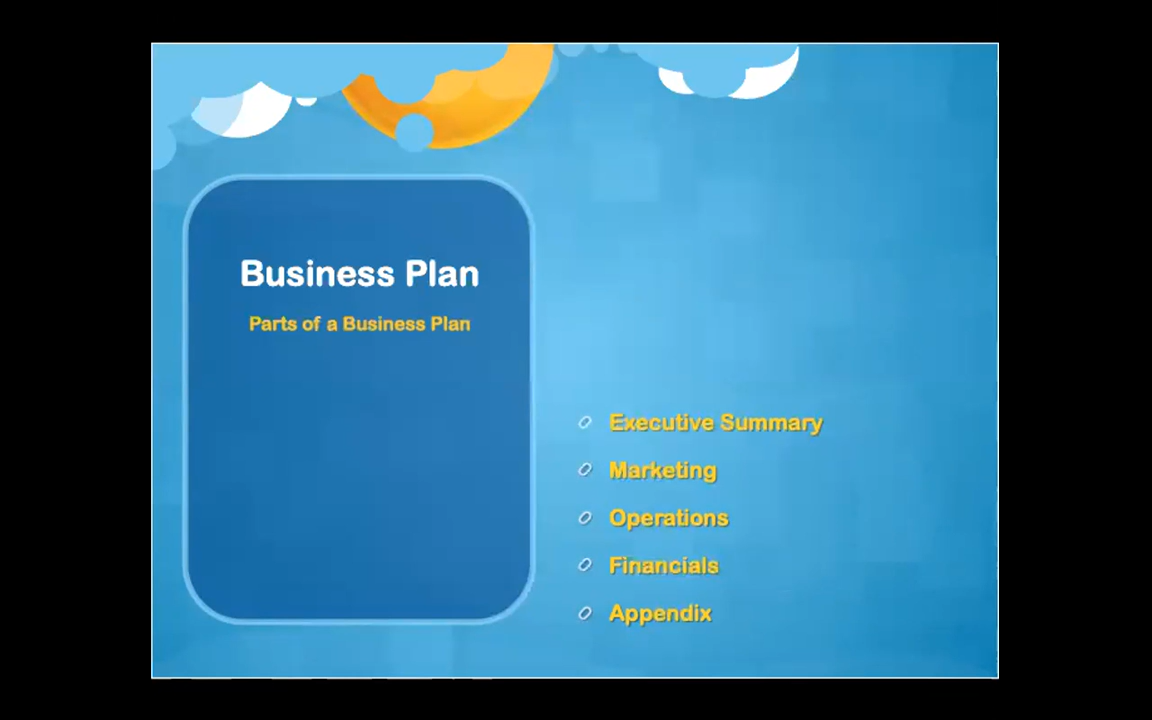 Business Plan
Parts of a Business Plan
Executive Summary
Marketing
Operations
Financials
Appendix